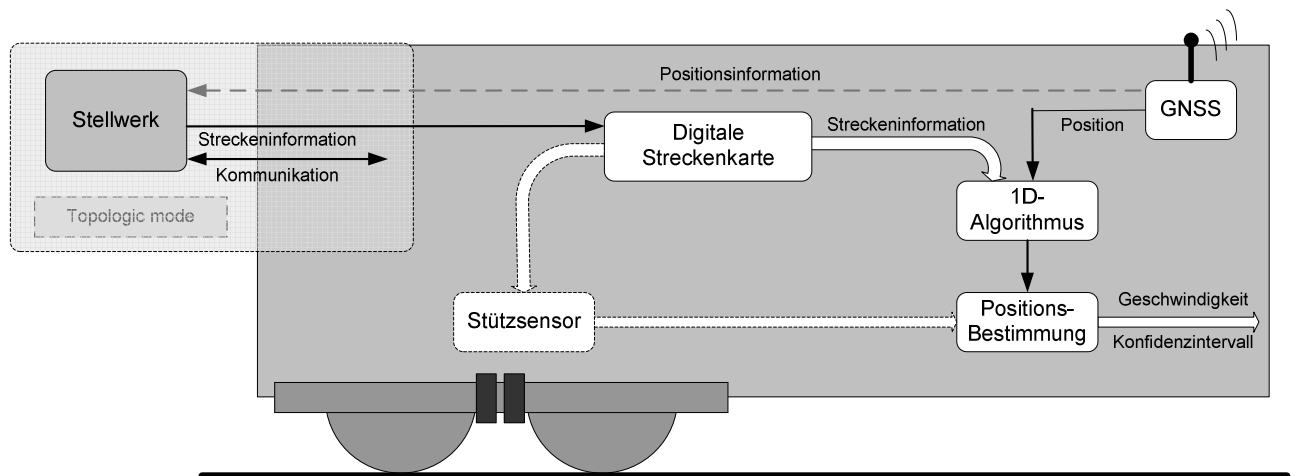 Positionsinformation
GNSS
Stellwerk
Streckeninformation
Kommunikation
Topologic mode
Digitale
Streckenkarte
Streckeninformation
Position
1D-
Algorithmus
Stützsensor
Positions-
Bestimmung
Geschwindigkeit
Konfidenzintervall